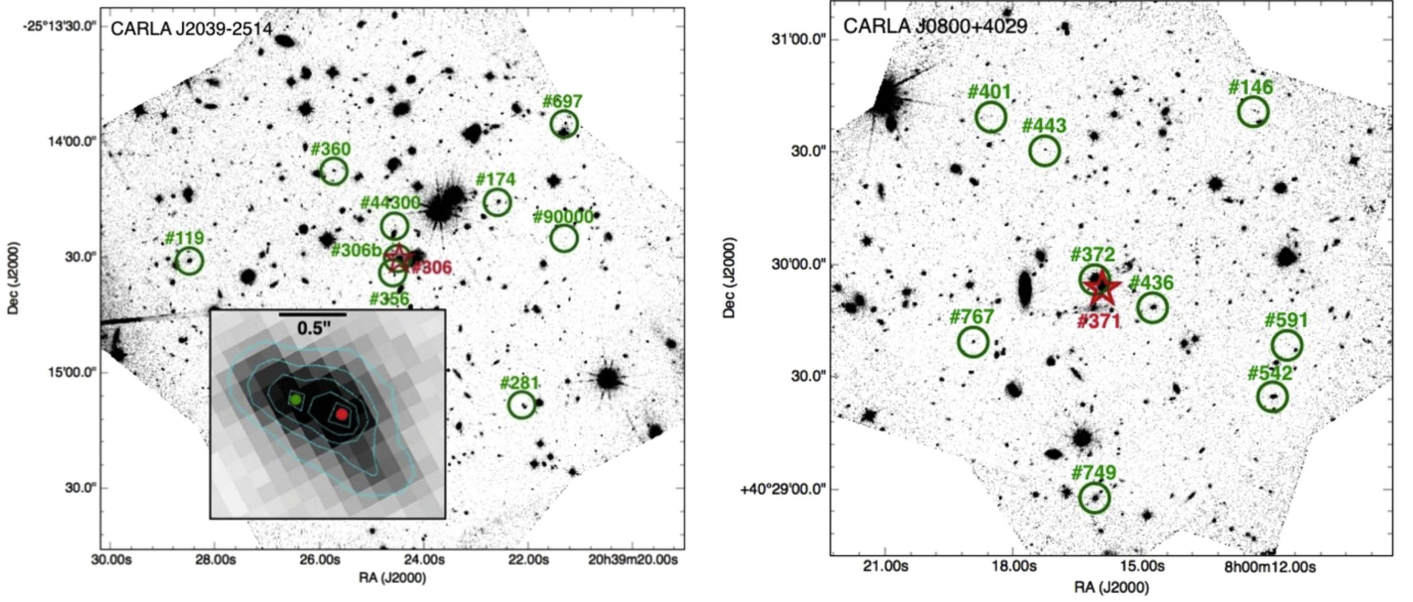 CARLA J2039-2514
-25°13'30.0"
14'00.0"
30.0"
15'00.0"
30.0"
Dec (J2000)
#697
#360
#174
#44300
#90000
#119
#306b
#306
#356
#281
0.5"
30.00s
28.00s
26.00s
24.00s
22.00s
20h39m20.00s
RA (J2000)
CARLA J0800+4029
31'00.0"
30.0"
30'00.0"
30.0"
+40°29'00.0"
Dec (J2000)
#401
#146
#443
#372
#436
#371
#767
#591
#542
#749
21.00s
18.00s
15.00s
8h00m12.00s
RA (J2000)